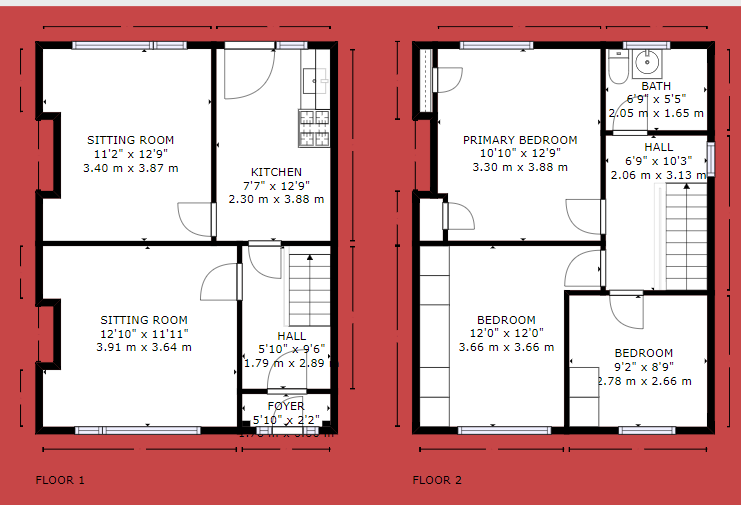 SITTING ROOM
11'2" x 12'9"
3.40 m x 3.87 m
KITCHEN
7'7" x 12'9"
2.30 m x 3.88 m
SITTING ROOM
12'10" x 11'11"
3.91 m x 3.64 m
HALL
5'10" x 9'6"
1.79 m x 2.89 m
FOYER
5'10" x 2'2"
FLOOR 1
BATH
6'9" x 5'5"
2.05 m x 1.65 m
PRIMARY BEDROOM
10'10" x 12'9"
3.30 m x 3.88 m
HALL
6'9" x 10'3"
2.06 m x 3.13 m
BEDROOM
12'0" x 12'0"
3.66 m x 3.66 m
BEDROOM
9'2" x 8'9"
2.78 m x 2.66 m
FLOOR 2